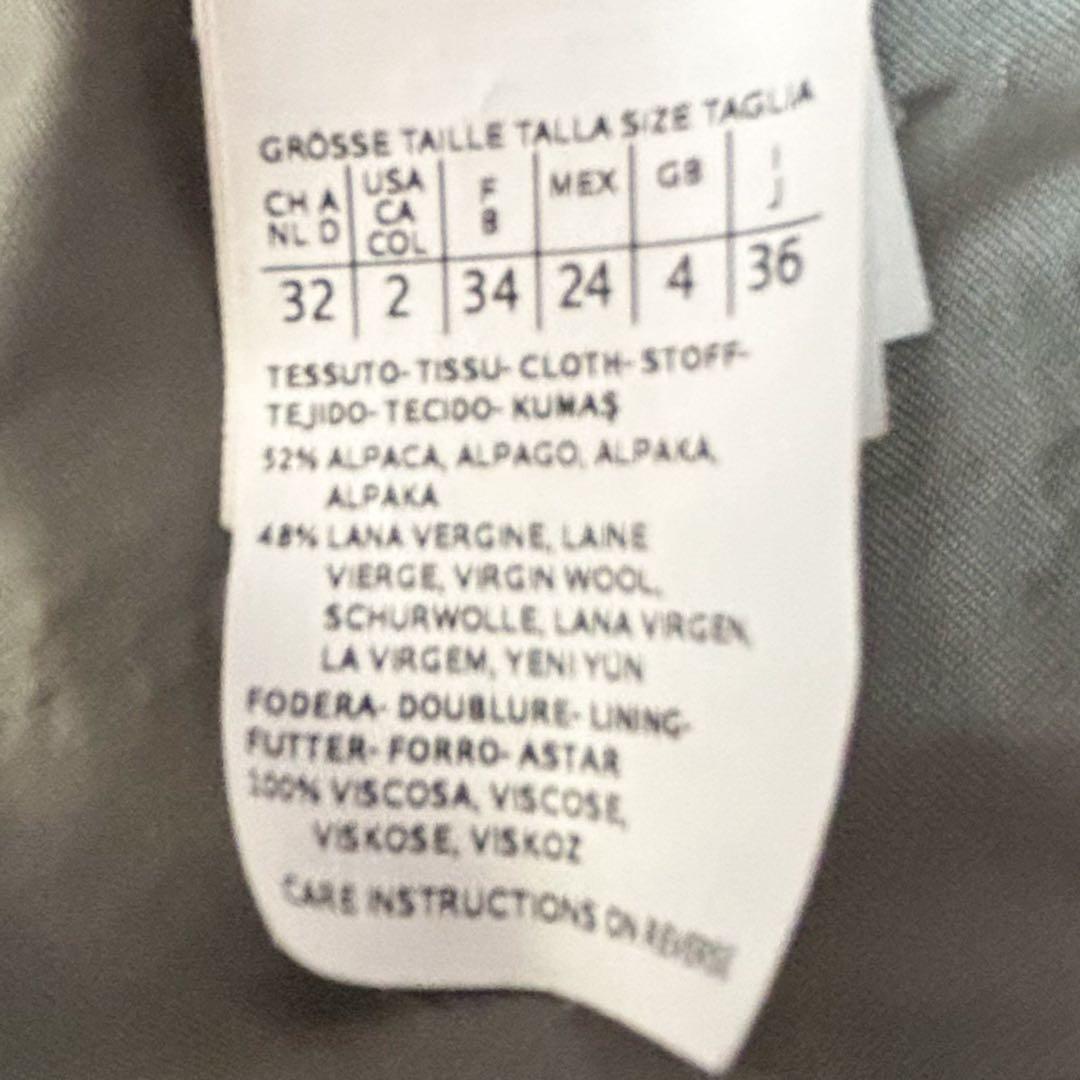 GRÖSSE TAILLE TALLA SIZE TAGLIA
CH A NL D | USA CA COL | F B | MEX | GB | I J
32 | 2 | 34 | 24 | 4 | 36
TESSUTO- TISSU- CLOTH- STOFF-
TEJIDO- TECIDO- KUMAŞ
52% ALPACA, ALPAGO, ALPAKA,
ALPAKA
48% LANA VERGINE, LAINE
VIERGE, VIRGIN WOOL,
SCHURWOLLE, LANA VIRGEN,
LA VIRGEM, YENI YÜN
FODERA- DOUBLURE- LINING-
FUTTER- FORRO- ASTAR
100% VISCOSA, VISCOSE,
VISKOSE, VISKOZ
CARE INSTRUCTIONS ON REVERSE